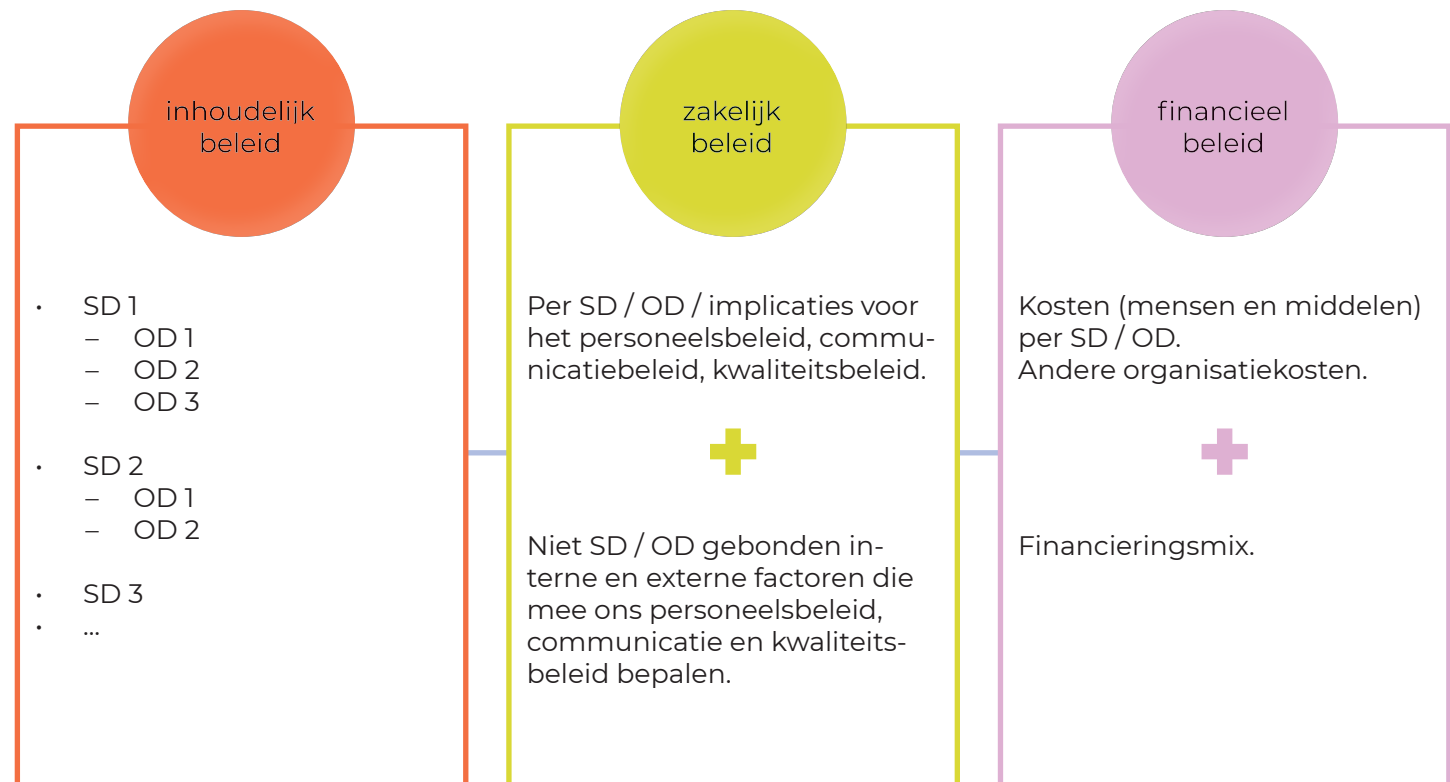 inhoudelijk
beleid
• SD 1
– OD 1
– OD 2
– OD 3
• SD 2
– OD 1
– OD 2
• SD 3
• ...
zakelijk
beleid
Per SD / OD / implicaties voor
het personeelsbeleid, commu-
nicatiebeleid, kwaliteitsbeleid.
Niet SD / OD gebonden in-
terne en externe factoren die
mee ons personeelsbeleid,
communicatie en kwaliteits-
beleid bepalen.
financieel
beleid
Kosten (mensen en middelen)
per SD / OD.
Andere organisatiekosten.
Financieringsmix.